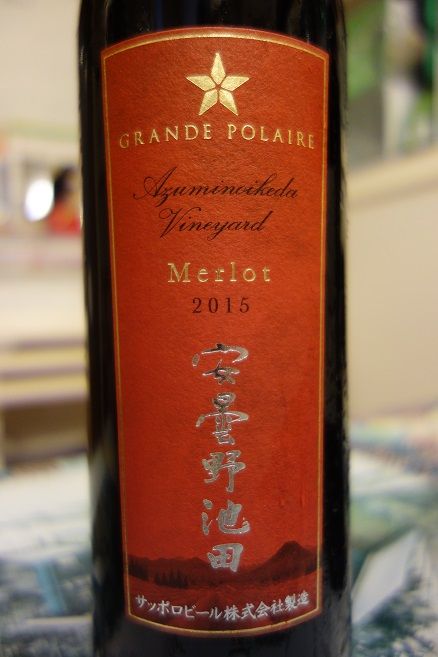 GRANDE POLAIRE
Azuminoikeda
Vineyard
Merlot
2015
安曇野池田
サッポロビール株式会社製造